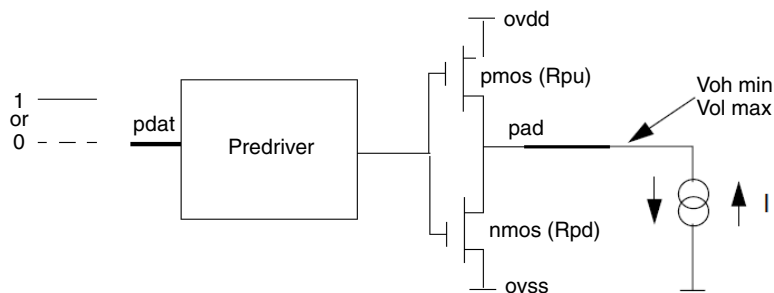 ovdd
pmos (Rpu)
Voh min
Vol max
1
or
0
pdat
Predriver
pad
I
nmos (Rpd)
ovss